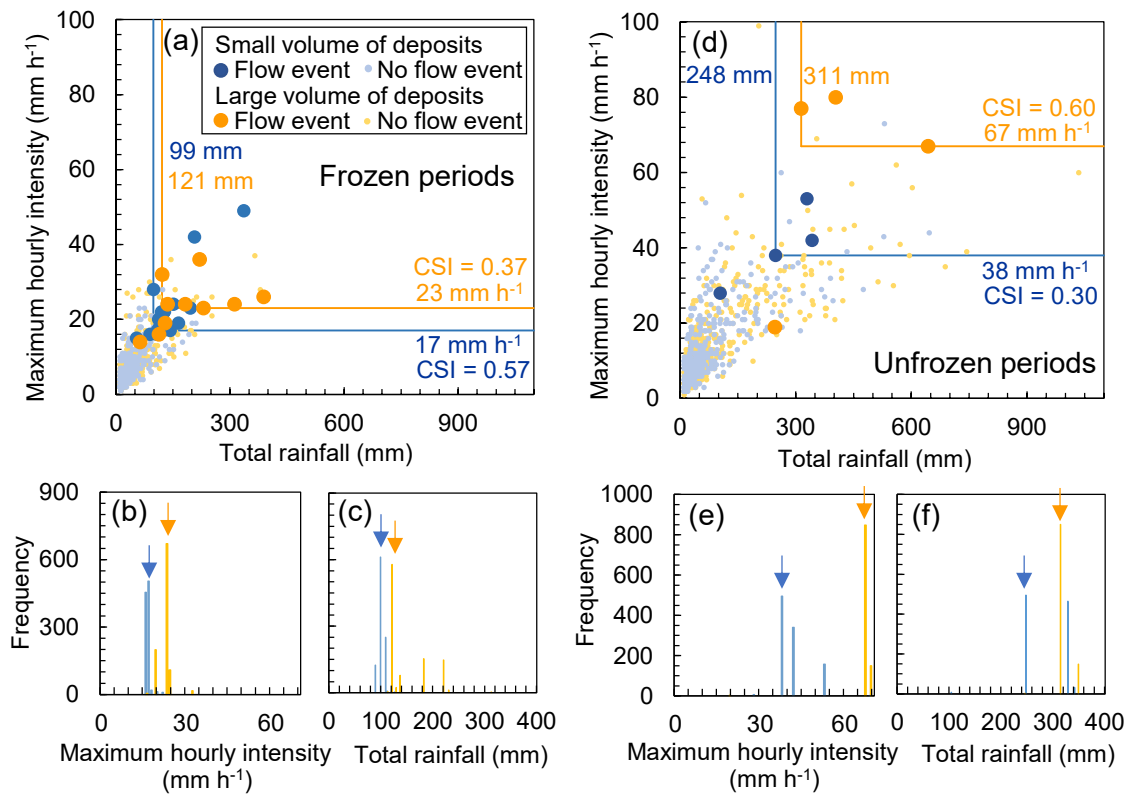 (a)
Small volume of deposits
Flow event No flow event
Large volume of deposits
Flow event No flow event
99 mm
121 mm
Frozen periods
CSI = 0.37
23 mm h-1
17 mm h-1
CSI = 0.57
Maximum hourly intensity (mm h-1)
100
80
60
40
20
0
0 300 600 900
Total rainfall (mm)
(d)
248 mm
311 mm
CSI = 0.60
67 mm h-1
38 mm h-1
CSI = 0.30
Unfrozen periods
Maximum hourly intensity (mm h-1)
100
80
60
40
20
0
0 300 600 900
Total rainfall (mm)
(b)
Frequency
900
600
300
0
0 30 60
Maximum hourly intensity
(mm h-1)
(c)
0 100 200 300 400
Total rainfall (mm)
(e)
Frequency
1000
800
600
400
200
0
0 30 60
Maximum hourly intensity
(mm h-1)
(f)
0 100 200 300 400
Total rainfall (mm)